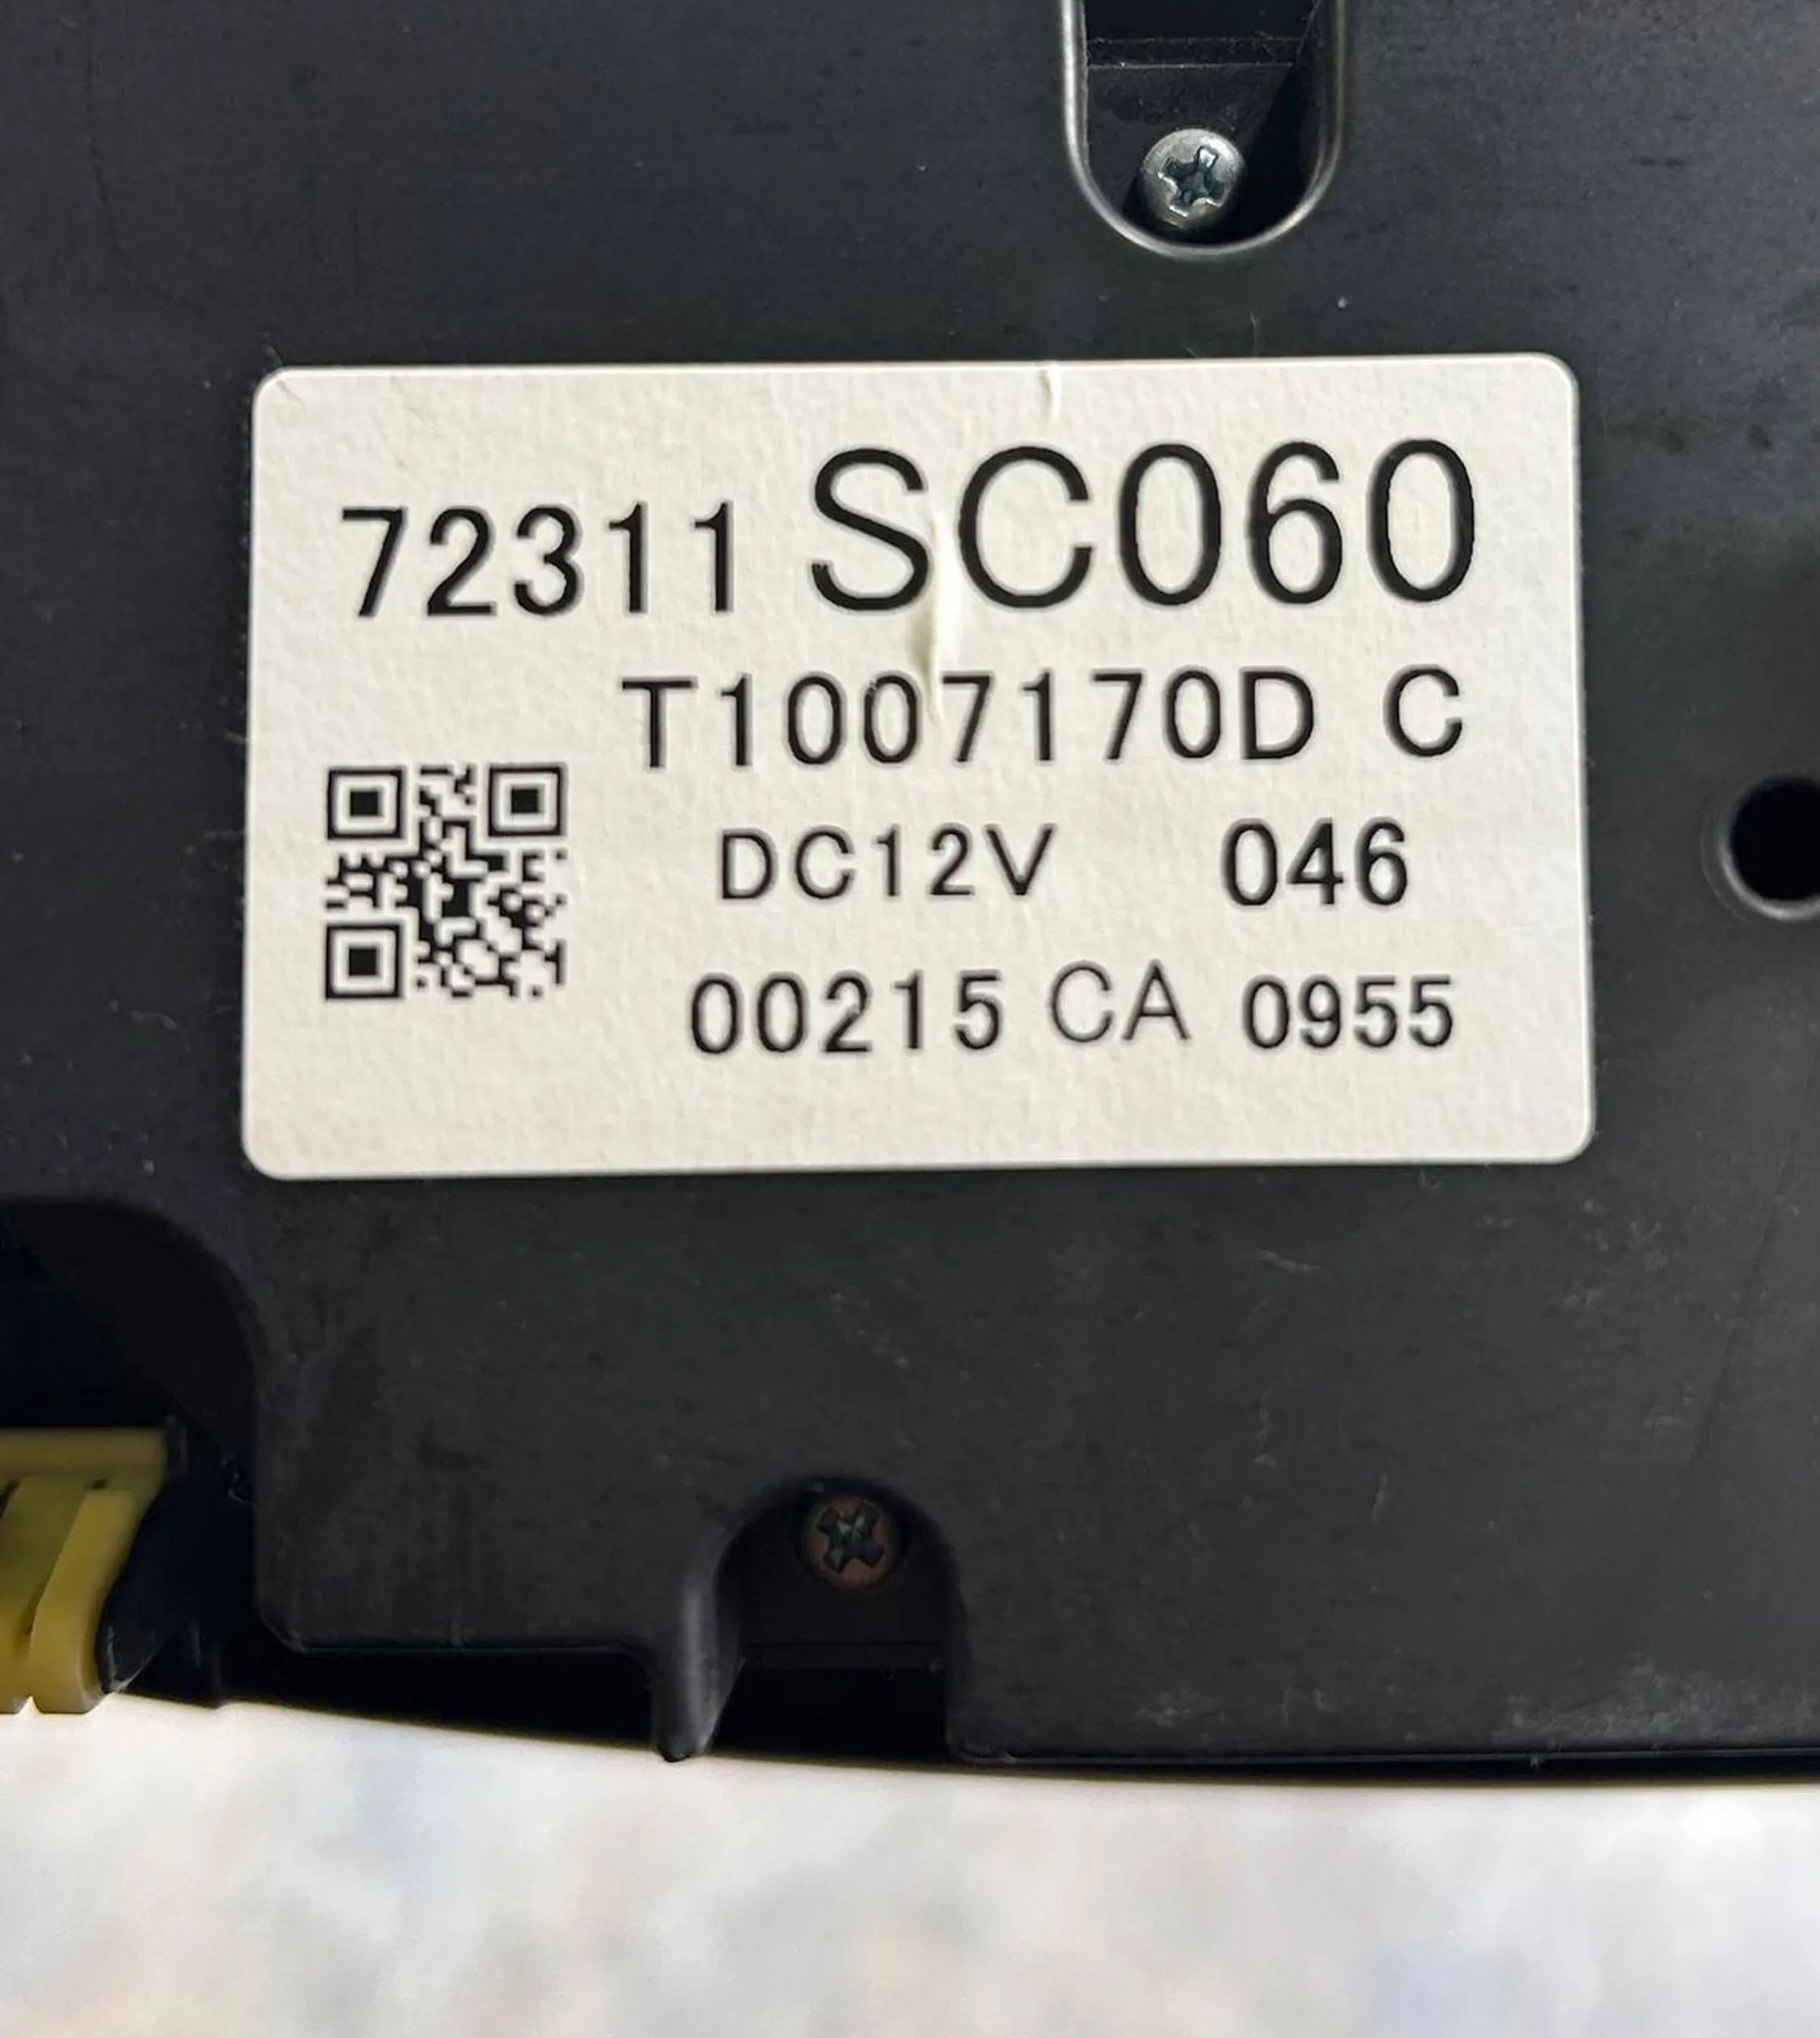 72311 SC060
T1007170D C
DC12V 046
00215 CA 0955